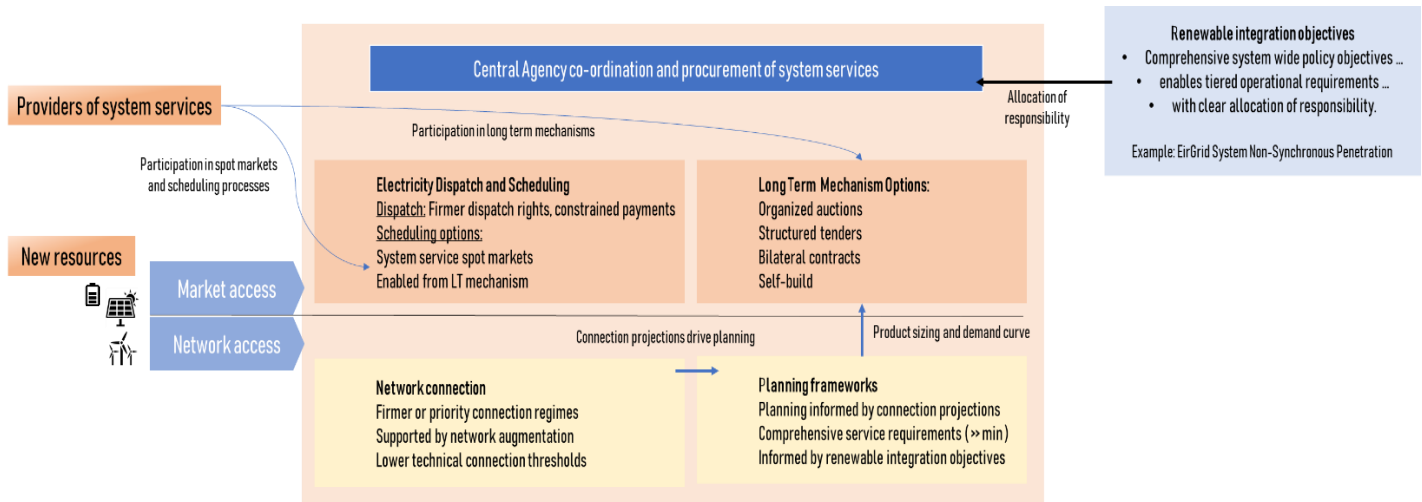 Central Agency co-ordination and procurement of system services
Renewable integration objectives
• Comprehensive system wide policy objectives ...
• enables tiered operational requirements ...
• with clear allocation of responsibility.
Example: EirGrid System Non-Synchronous Penetration
Allocation of
responsibility
Providers of system services
Participation in long term mechanisms
Participation in spot markets
and scheduling processes
Electricity Dispatch and Scheduling
Dispatch: Firmer dispatch rights, constrained payments
Scheduling options:
System service spot markets
Enabled from LT mechanism
Long Term Mechanism Options:
Organized auctions
Structured tenders
Bilateral contracts
Self-build
New resources
Market access
Network access
Connection projections drive planning
Product sizing and demand curve
Network connection
Firmer or priority connection regimes
Supported by network augmentation
Lower technical connection thresholds
Planning frameworks
Planning informed by connection projections
Comprehensive service requirements (>> min)
Informed by renewable integration objectives